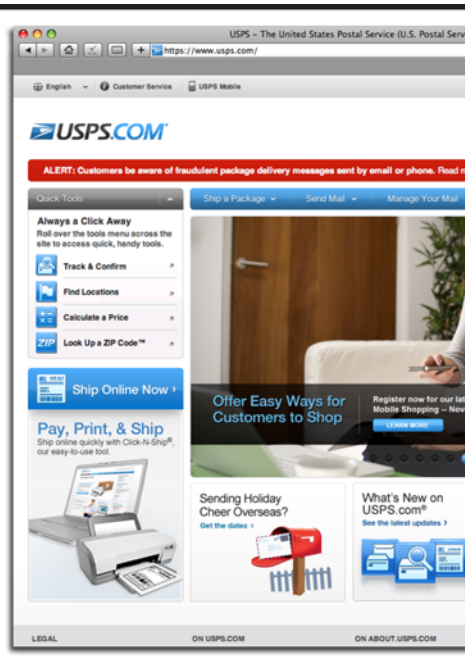 USPS – The United States Postal Service (U.S. Postal Serv
https://www.usps.com/
English
Customer Service
USPS Mobile
USPS.COM
ALERT: Customers be aware of fraudulent package delivery messages sent by email or phone. Read m
Quick Tools
Ship a Package
Send Mail
Manage Your Mail
Always a Click Away
Roll over the tools menu across the
site to access quick, handy tools.
Track & Confirm
Find Locations
Calculate a Price
ZIP
Look Up a ZIP Code™
Ship Online Now ›
Pay, Print, & Ship
Ship online quickly with Click-N-Ship®,
our easy-to-use tool.
Offer Easy Ways for
Customers to Shop
Register now for our lat
Mobile Shopping – Nov
LEARN MORE
Sending Holiday
Cheer Overseas?
Get the dates ›
What's New on
USPS.com®
See the latest updates ›
LEGAL
ON USPS.COM
ON ABOUT.USPS.COM